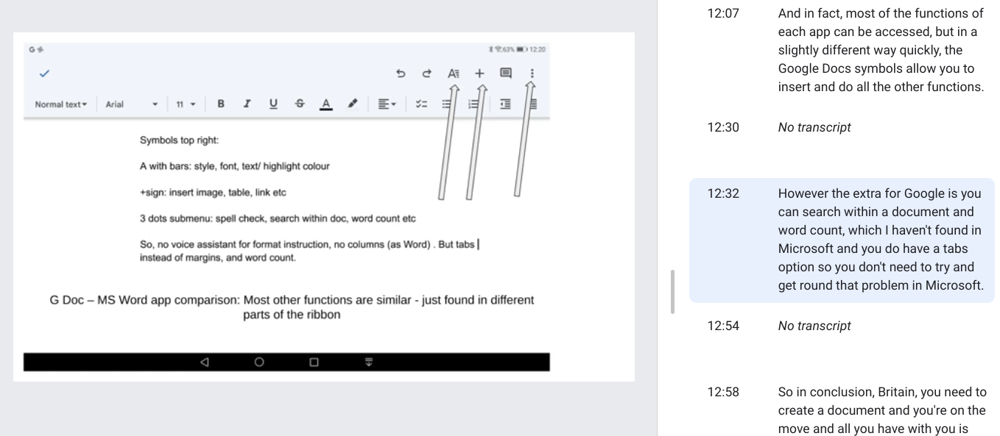 G
63% 12:20
Normal text Arial 11 B I U S A
Symbols top right:
A with bars: style, font, text/ highlight colour
+sign: insert image, table, link etc
3 dots submenu: spell check, search within doc, word count etc
So, no voice assistant for format instruction, no columns (as Word) . But tabs
instead of margins, and word count.
G Doc – MS Word app comparison: Most other functions are similar - just found in different
parts of the ribbon
12:07 And in fact, most of the functions of
each app can be accessed, but in a
slightly different way quickly, the
Google Docs symbols allow you to
insert and do all the other functions.
12:30 No transcript
12:32 However the extra for Google is you
can search within a document and
word count, which I haven't found in
Microsoft and you do have a tabs
option so you don't need to try and
get round that problem in Microsoft.
12:54 No transcript
12:58 So in conclusion, Britain, you need to
create a document and you're on the
move and all you have with you is